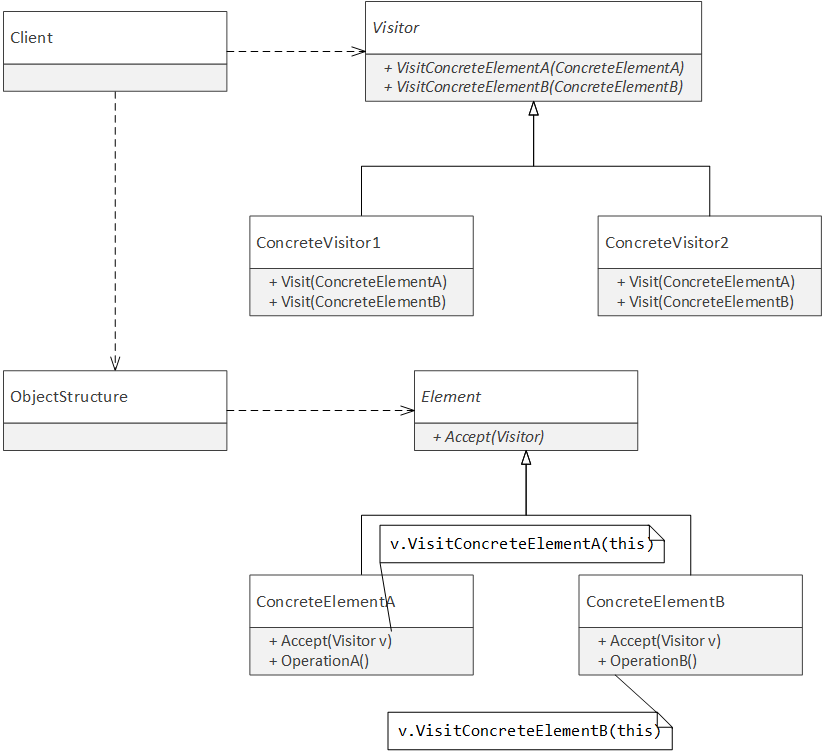 Client
Visitor
+ VisitConcreteElementA(ConcreteElementA)
+ VisitConcreteElementB(ConcreteElementB)
ConcreteVisitor1
+ Visit(ConcreteElementA)
+ Visit(ConcreteElementB)
ConcreteVisitor2
+ Visit(ConcreteElementA)
+ Visit(ConcreteElementB)
ObjectStructure
Element
+ Accept(Visitor)
v.VisitConcreteElementA(this)
ConcreteElementA
+ Accept(Visitor v)
+ OperationA()
ConcreteElementB
+ Accept(Visitor v)
+ OperationB()
v.VisitConcreteElementB(this)